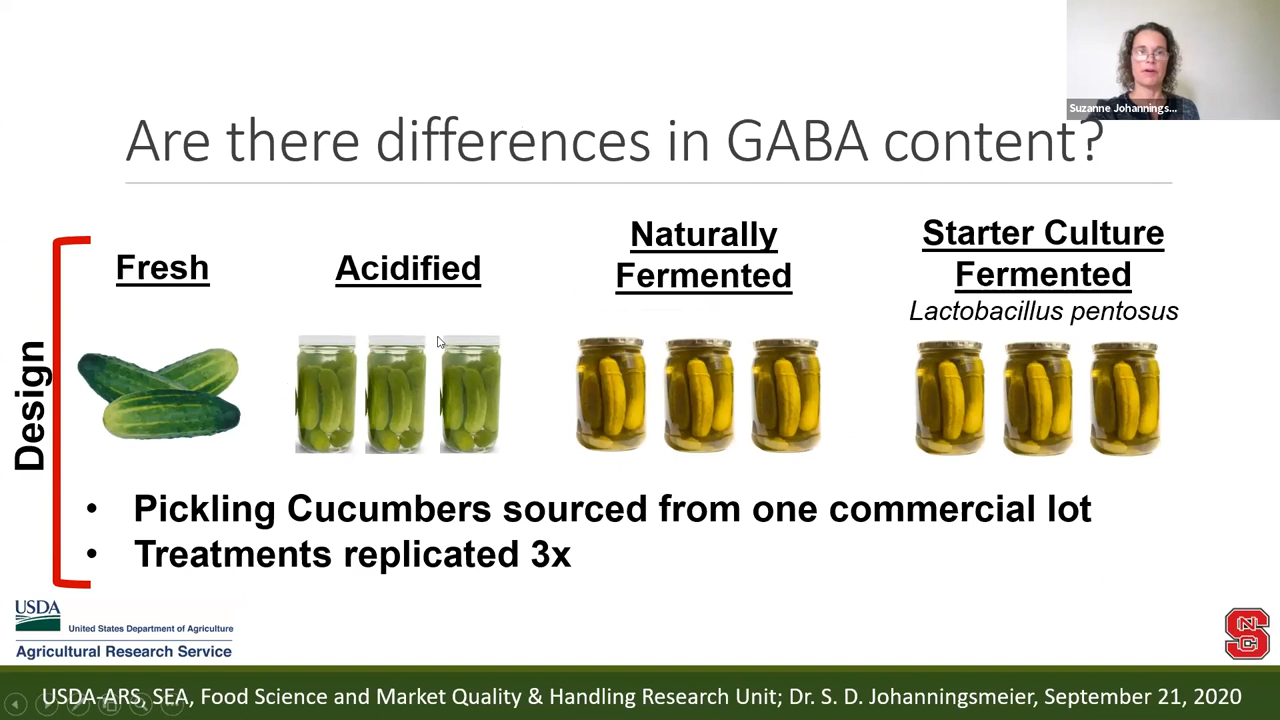 Suzanne Johannings...
Are there differences in GABA content?
Design
Fresh
Acidified
Naturally
Fermented
Starter Culture
Fermented
Lactobacillus pentosus
• Pickling Cucumbers sourced from one commercial lot
• Treatments replicated 3x
USDA
United States Department of Agriculture
Agricultural Research Service
NCS
USDA-ARS, SEA, Food Science and Market Quality & Handling Research Unit; Dr. S. D. Johanningsmeier, September 21, 2020